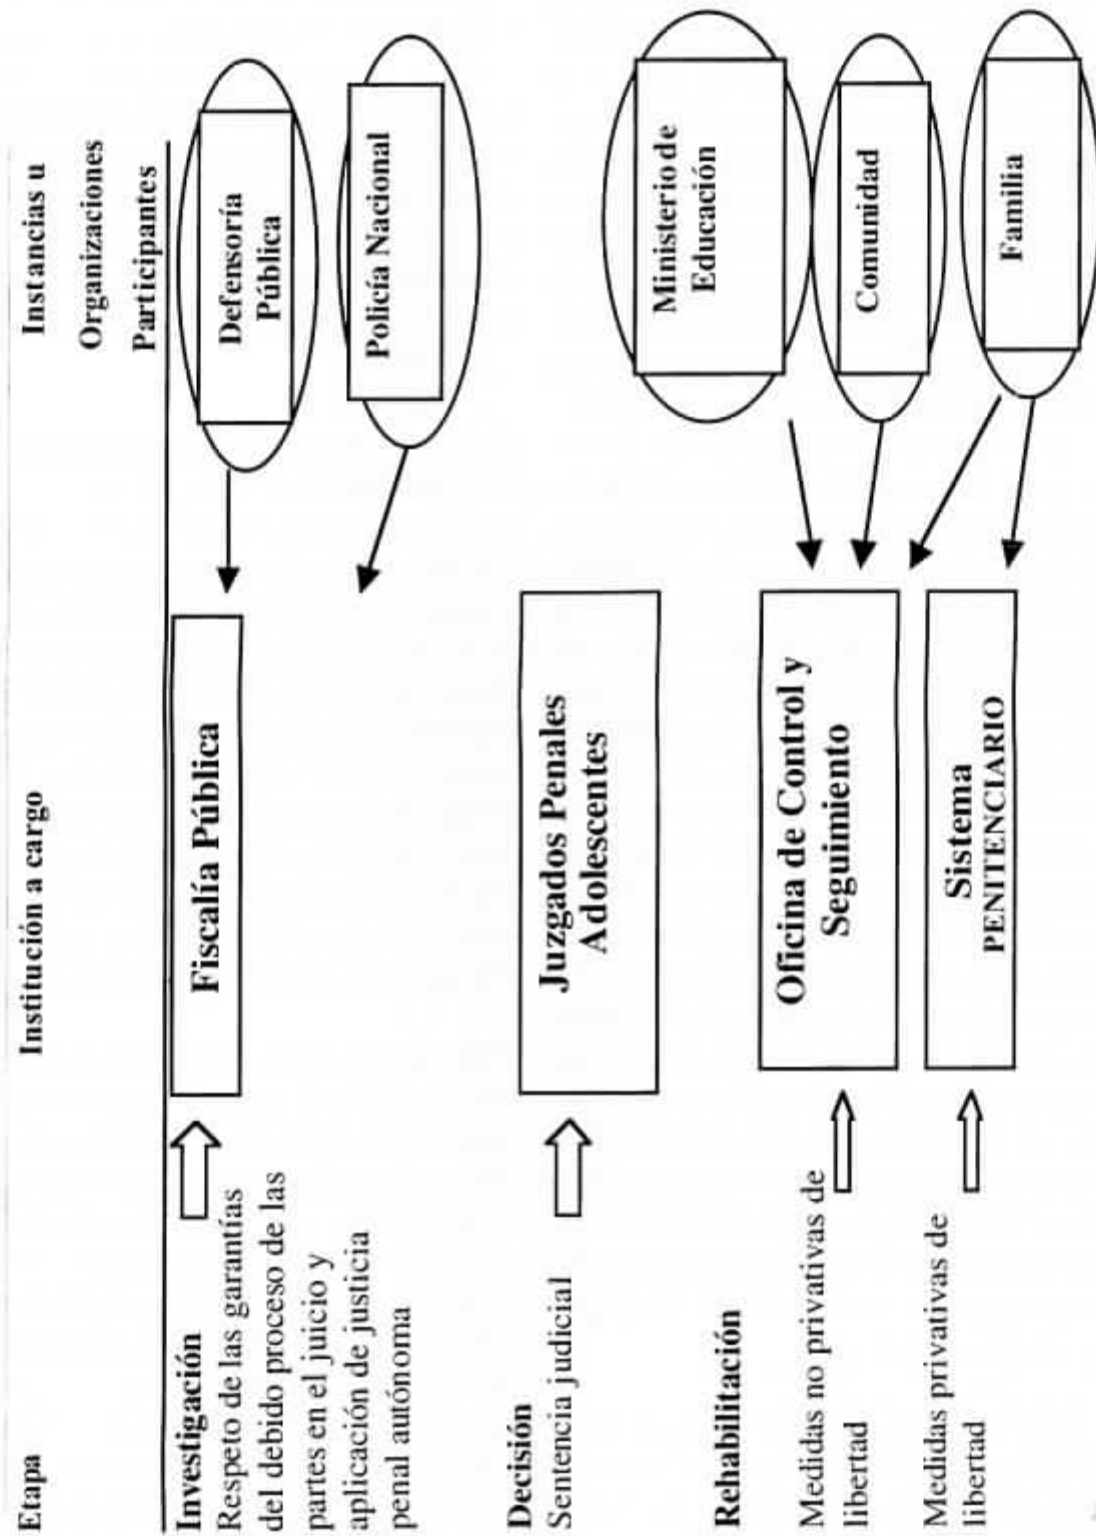 Etapa
Institución a cargo
Instancias u
Organizaciones
Participantes
Investigación
Respeto de las garantías
del debido proceso de las
partes en el juicio y
aplicación de justicia
penal autónoma
Fiscalía Pública
Defensoría
Pública
Policía Nacional
Decisión
Sentencia judicial
Juzgados Penales
Adolescentes
Rehabilitación
Medidas no privativas de
libertad
Oficina de Control y
Seguimiento
Ministerio de
Educación
Comunidad
Medidas privativas de
libertad
Sistema
PENITENCIARIO
Familia